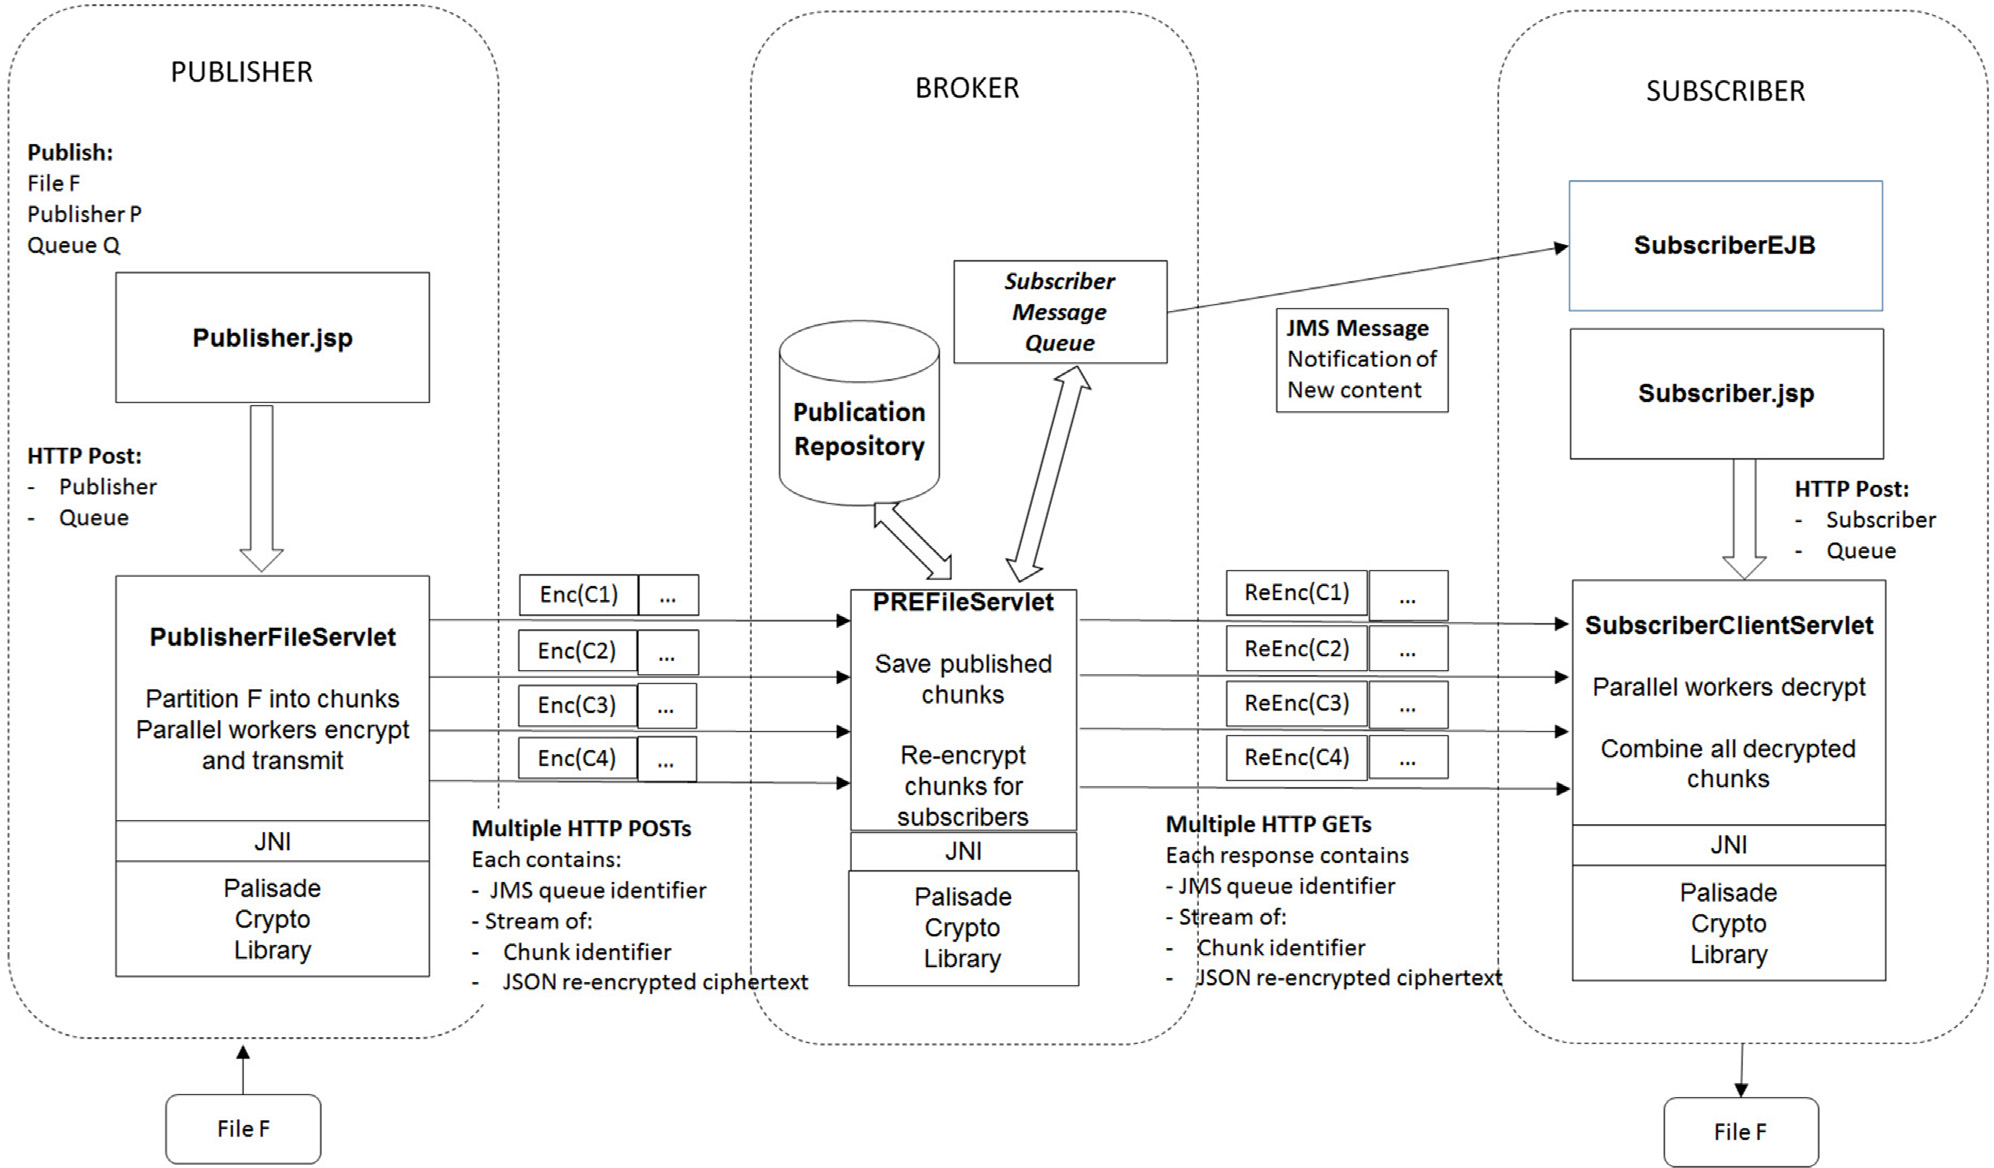 PUBLISHER
Publish:
File F
Publisher P
Queue Q
Publisher.jsp
HTTP Post:
- Publisher
- Queue
PublisherFileServlet
Partition F into chunks
Parallel workers encrypt
and transmit
JNI
Palisade
Crypto
Library
File F
Enc(C1) ...
Enc(C2) ...
Enc(C3) ...
Enc(C4) ...
Multiple HTTP POSTs
Each contains:
- JMS queue identifier
- Stream of:
- Chunk identifier
- JSON re-encrypted ciphertext
BROKER
Subscriber
Message
Queue
Publication
Repository
PREFileServlet
Save published
chunks
Re-encrypt
chunks for
subscribers
JNI
Palisade
Crypto
Library
JMS Message
Notification of
New content
ReEnc(C1) ...
ReEnc(C2) ...
ReEnc(C3) ...
ReEnc(C4) ...
Multiple HTTP GETs
Each response contains
- JMS queue identifier
- Stream of:
- Chunk identifier
- JSON re-encrypted ciphertext
SUBSCRIBER
SubscriberEJB
Subscriber.jsp
HTTP Post:
- Subscriber
- Queue
SubscriberClientServlet
Parallel workers decrypt
Combine all decrypted
chunks
JNI
Palisade
Crypto
Library
File F